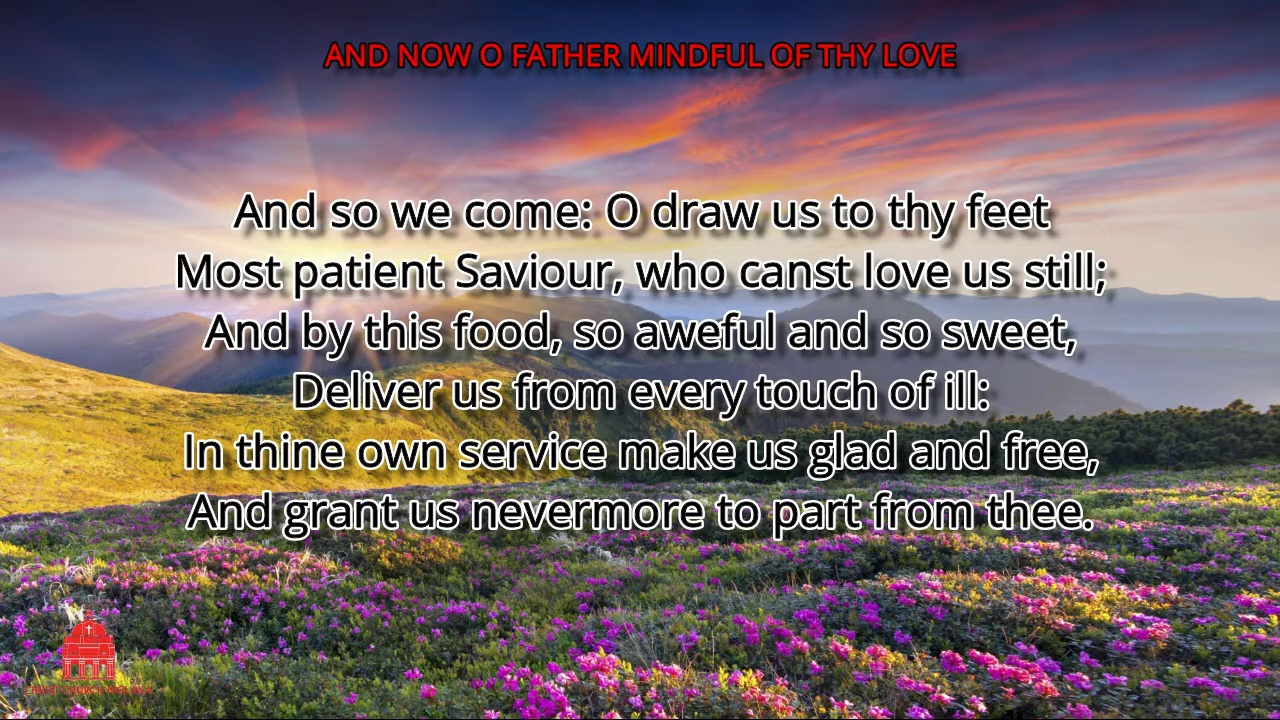 AND NOW O FATHER MINDFUL OF THY LOVE
And so we come: O draw us to thy feet
Most patient Saviour, who canst love us still;
And by this food, so aweful and so sweet,
Deliver us from every touch of ill:
In thine own service make us glad and free,
And grant us nevermore to part from thee.
CHRIST CHURCH MELAKA